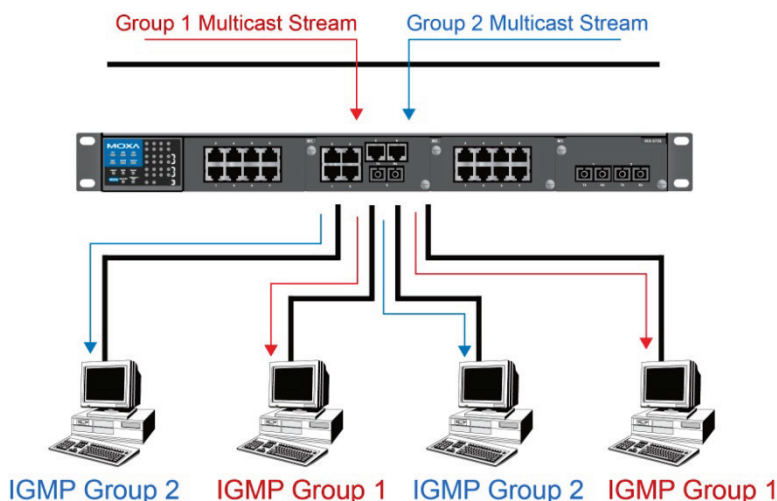 Group 1 Multicast Stream
Group 2 Multicast Stream
MOXA
IGMP Group 2
IGMP Group 1
IGMP Group 2
IGMP Group 1